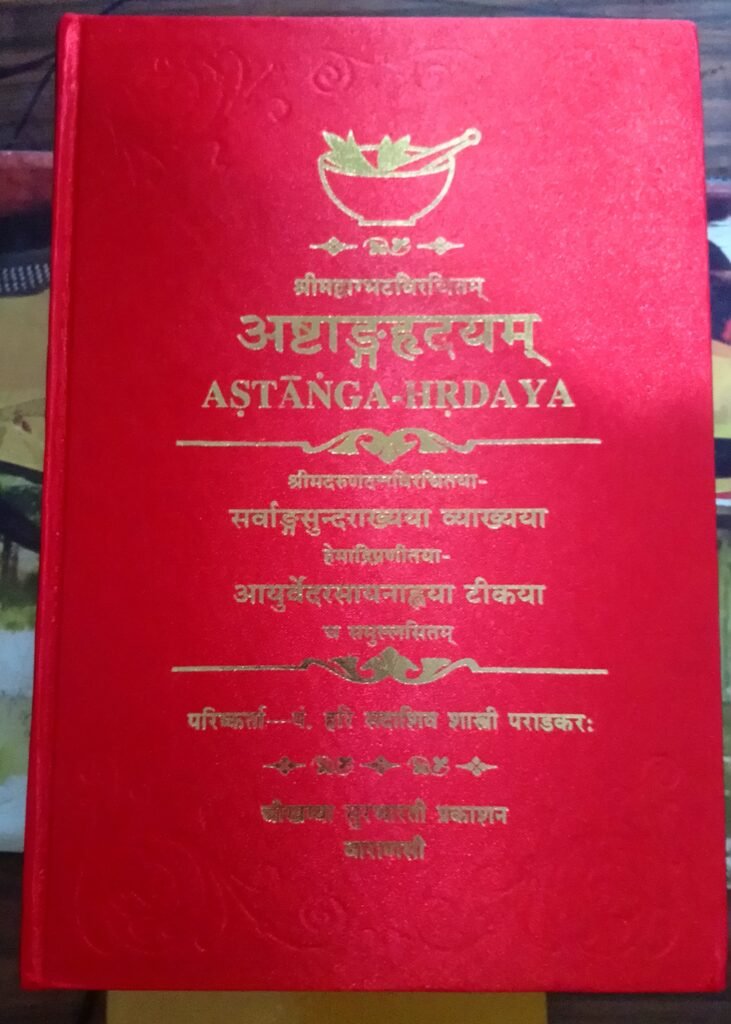 श्रीमद्वाग्भटविरचितम्
अष्टाङ्गहृदयम्
AṢTĀṄGA-HṚDAYA
श्रीमदरुणदत्तविरचितया-
सर्वाङ्गसुन्दराख्यया व्याख्यया
हेमाद्रिप्रणीतया-
आयुर्वेदरसायनाह्वया टीकया
च समुल्लसितम्
परिष्कर्त्ता---पं. हरि सदाशिव शास्त्री पराडकरः
चौखम्बा सुरभारती प्रकाशन
वाराणसी